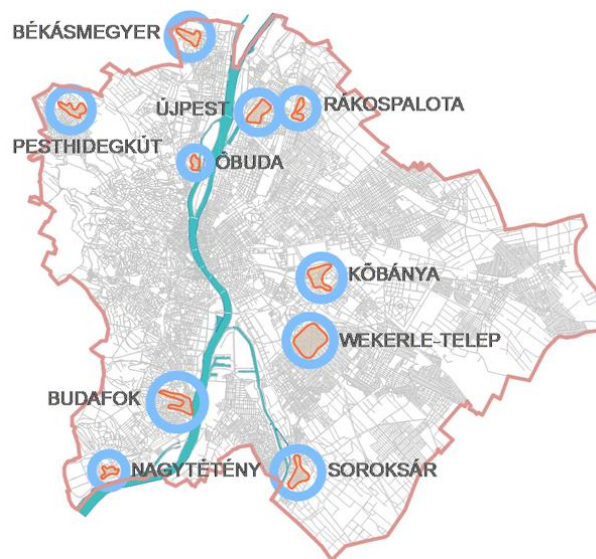 BÉKÁSMEGYER
ÚJPEST
RÁKOSPALOTA
PESTHIDEGKÚT
ÓBUDA
KŐBÁNYA
WEKERLE-TELEP
BUDAFOK
NAGYTÉTÉNY
SOROKSÁR